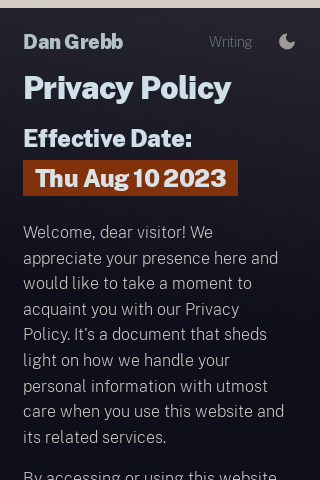 Dan Grebb
Writing
Privacy Policy
Effective Date:
Thu Aug 10 2023
Welcome, dear visitor! We
appreciate your presence here and
would like to take a moment to
acquaint you with our Privacy
Policy. It's a document that sheds
light on how we handle your
personal information with utmost
care when you use this website and
its related services.
By accessing or using this website